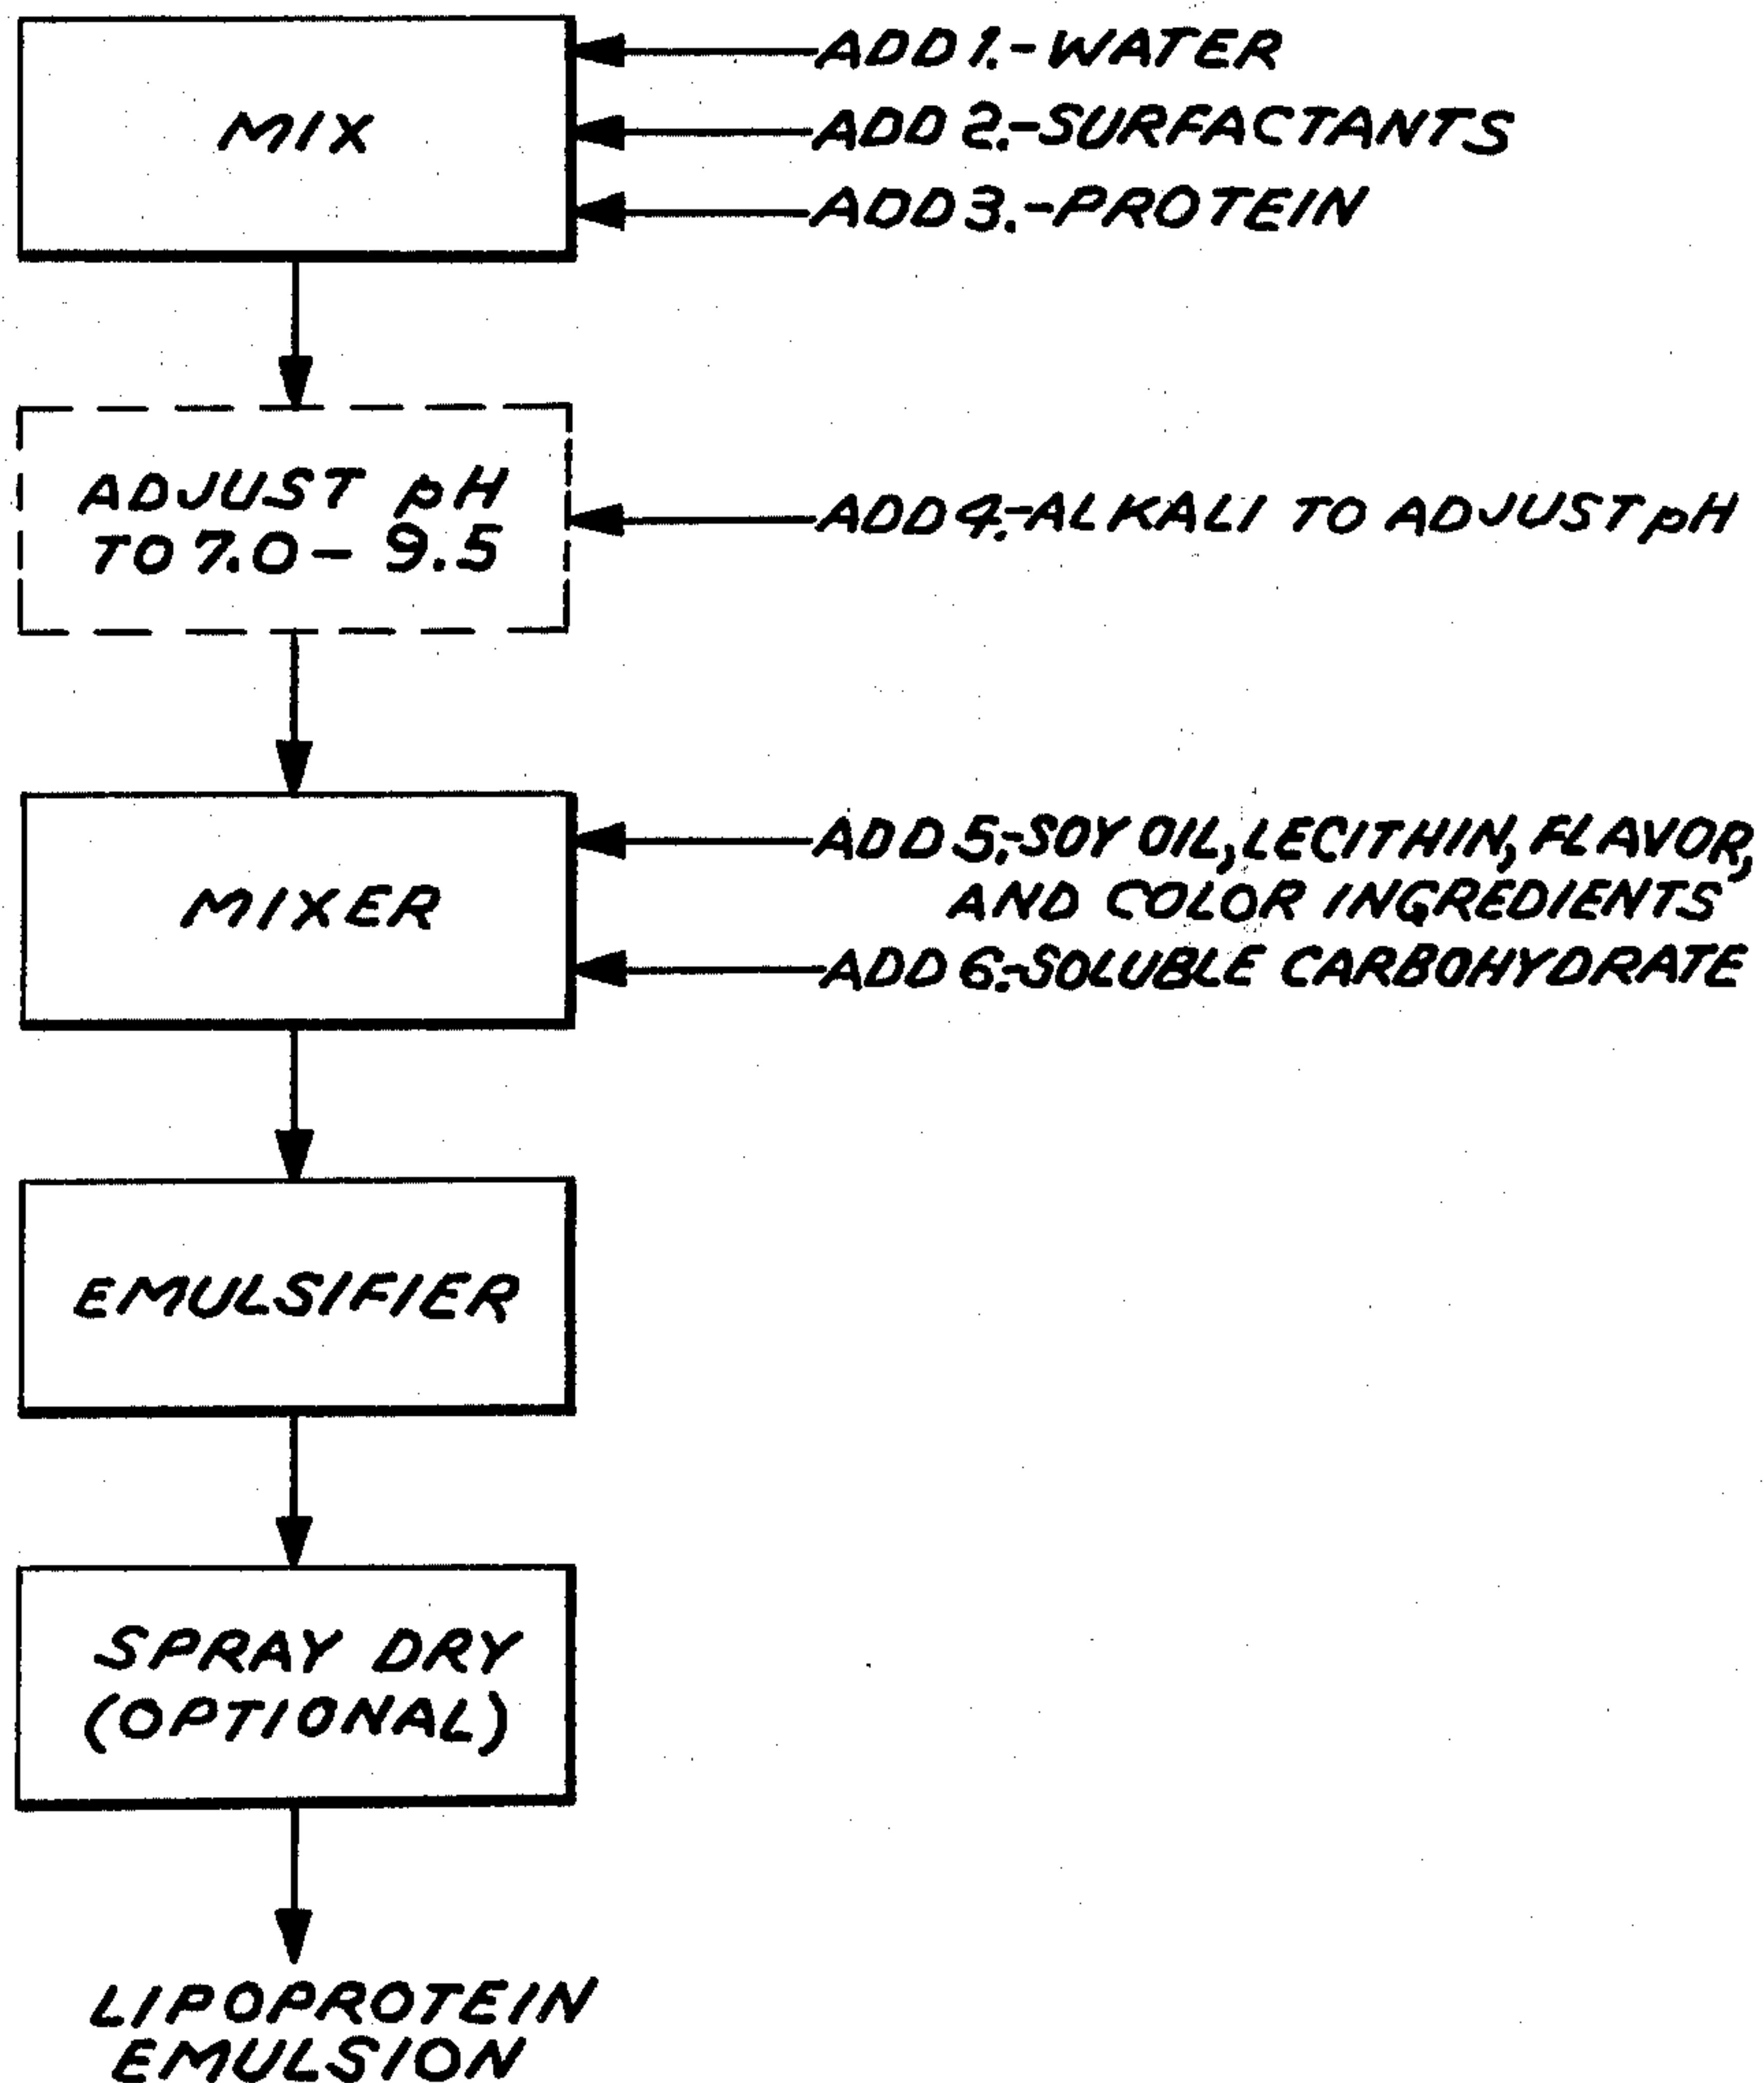 MIX
ADD 1.-WATER
ADD 2.-SURFACTANTS
ADD 3.-PROTEIN
ADJUST pH
TO 7.0 - 9.5
ADD 4.-ALKALI TO ADJUST pH
MIXER
ADD 5.-SOY OIL, LECITHIN, FLAVOR,
AND COLOR INGREDIENTS
ADD 6.-SOLUBLE CARBOHYDRATE
EMULSIFIER
SPRAY DRY
(OPTIONAL)
LIPOPROTEIN
EMULSION